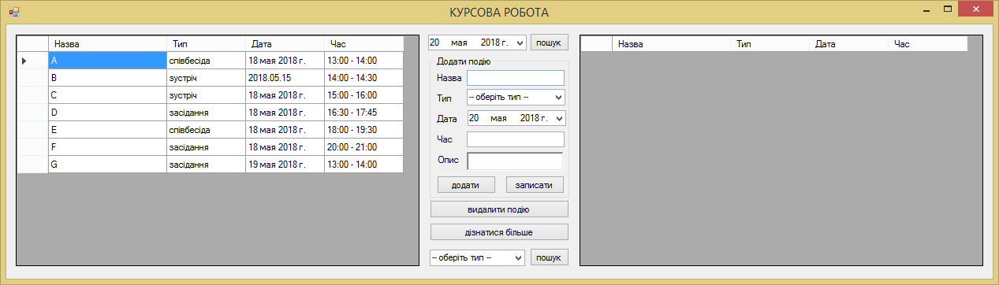 КУРСОВА РОБОТА
Назва Тип Дата Час
A співбесіда 18 мая 2018 г. 13:00 - 14:00
B зустріч 2018.05.15 14:00 - 14:30
C зустріч 18 мая 2018 г. 15:00 - 16:00
D засідання 18 мая 2018 г. 16:30 - 17:45
E співбесіда 18 мая 2018 г. 18:00 - 19:30
F засідання 18 мая 2018 г. 20:00 - 21:00
G засідання 19 мая 2018 г. 13:00 - 14:00
20 мая 2018 г. пошук
Додати подію
Назва
Тип -- оберіть тип --
Дата 20 мая 2018 г.
Час
Опис
додати записати
видалити подію
дізнатися більше
-- оберіть тип -- пошук
Назва Тип Дата Час